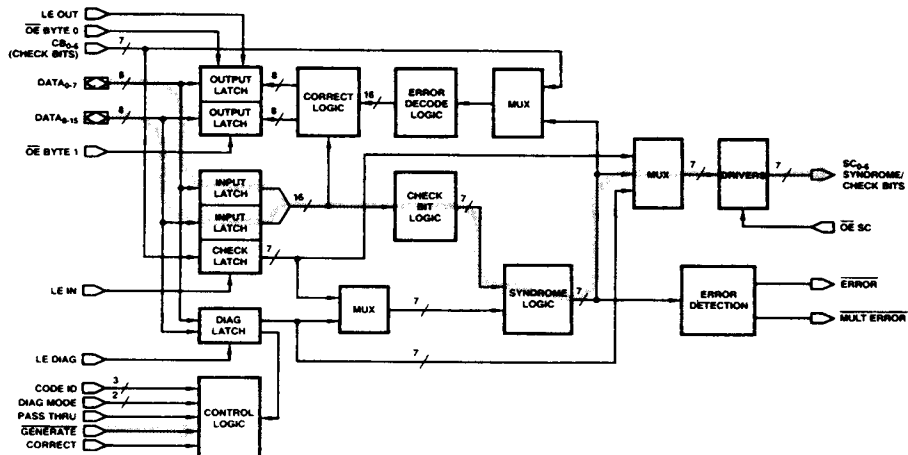 LE OUT
OE BYTE 0
CB0-6
(CHECK BITS)
7
DATA0-7
8
DATA8-15
8
OE BYTE 1
OUTPUT
LATCH
OUTPUT
LATCH
8
8
CORRECT
LOGIC
16
ERROR
DECODE
LOGIC
MUX
INPUT
LATCH
INPUT
LATCH
CHECK
LATCH
16
7
CHECK
BIT
LOGIC
7
MUX
7
DRIVERS
7
SC0-6
SYNDROME/
CHECK BITS
OE SC
LE IN
DIAG
LATCH
MUX
7
SYNDROME
LOGIC
7
ERROR
DETECTION
ERROR
MULT ERROR
7
LE DIAG
CODE ID
3
DIAG MODE
2
PASS THRU
GENERATE
CORRECT
CONTROL
LOGIC